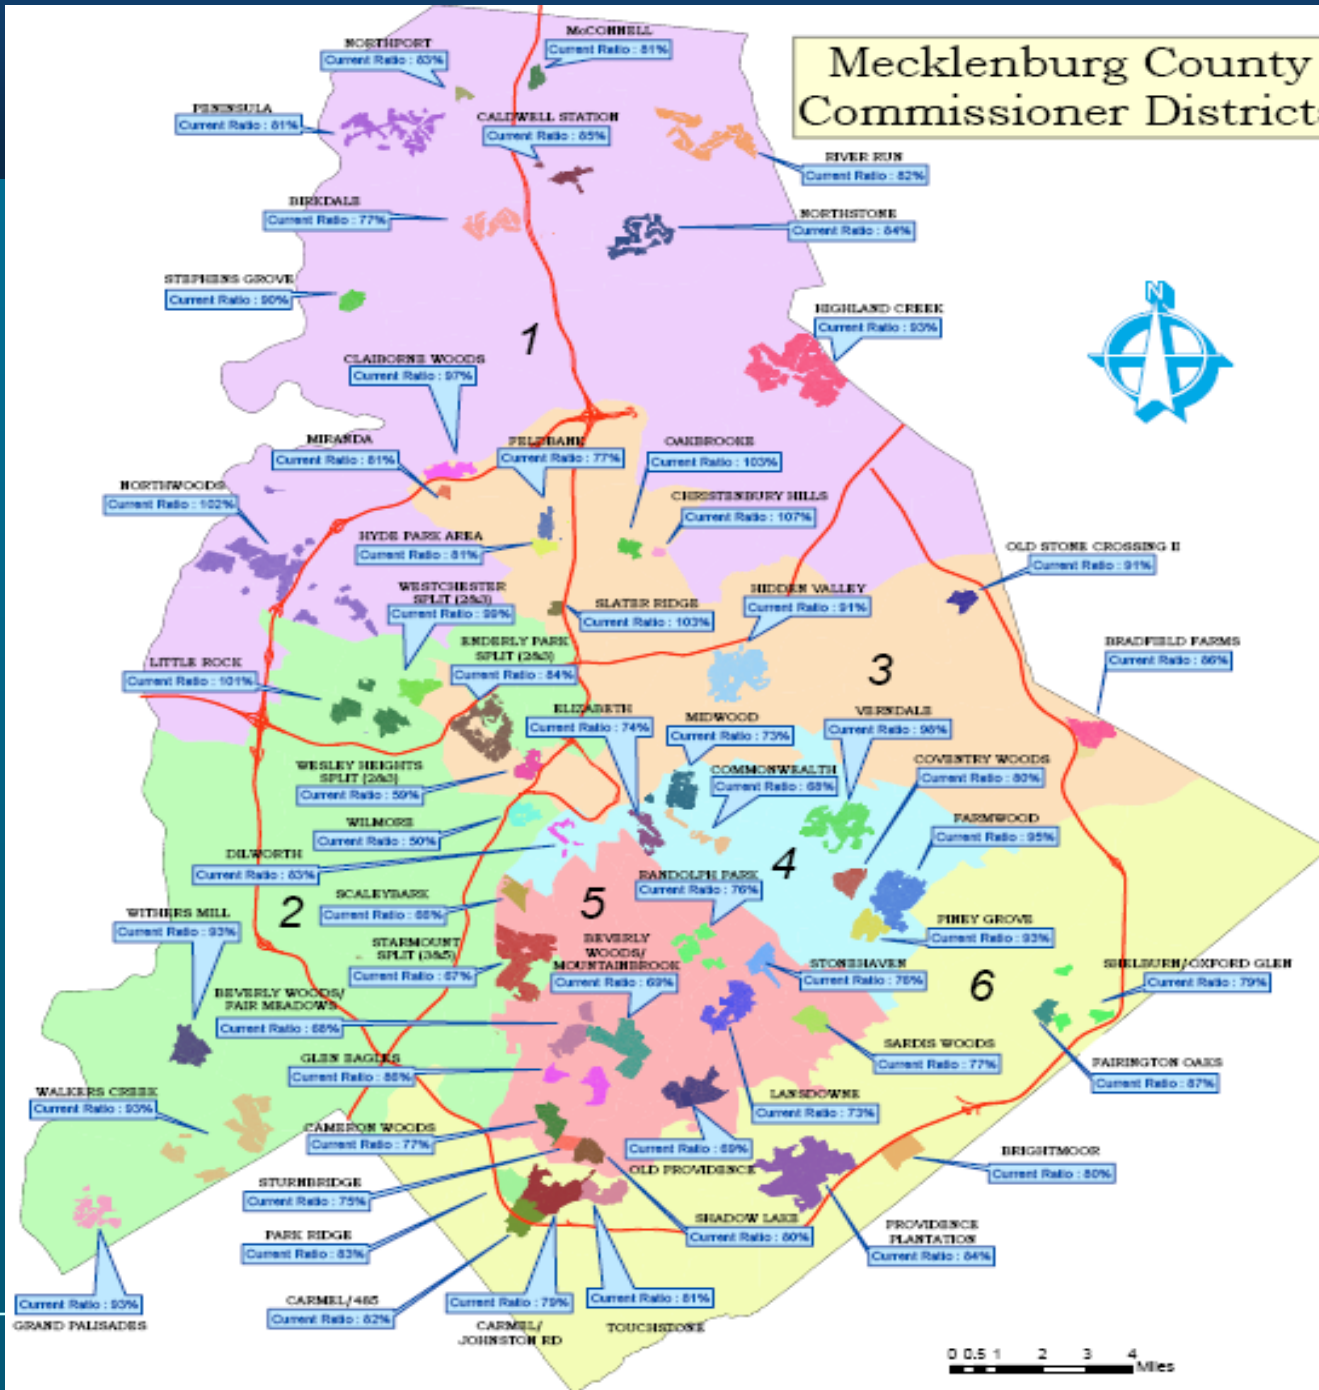 Mecklenburg County
Commissioner Districts
N
NORTHPORT
Current Ratio : 83%
McCONNELL
Current Ratio : 81%
PENINSULA
Current Ratio : 81%
CALDWELL STATION
Current Ratio : 85%
RIVER RUN
Current Ratio : 82%
BIRKDALE
Current Ratio : 77%
NORTHSTONE
Current Ratio : 84%
STEPHENS GROVE
Current Ratio : 90%
HIGHLAND CREEK
Current Ratio : 93%
1
CLAIBORNE WOODS
Current Ratio : 97%
MIRANDA
Current Ratio : 81%
FELDBANK
Current Ratio : 77%
OAKBROOKE
Current Ratio : 103%
NORTHWOODS
Current Ratio : 102%
CHRISTENBURY HILLS
Current Ratio : 107%
HYDE PARK AREA
Current Ratio : 81%
OLD STONE CROSSING II
Current Ratio : 91%
WESTCHESTER
SPLIT (2&3)
Current Ratio : 99%
SLATER RIDGE
Current Ratio : 103%
HIDDEN VALLEY
Current Ratio : 91%
ENDERLY PARK
SPLIT (2&3)
Current Ratio : 84%
BRADFIELD FARMS
Current Ratio : 86%
LITTLE ROCK
Current Ratio : 101%
3
ELIZABETH
Current Ratio : 74%
MIDWOOD
Current Ratio : 73%
VERNDALE
Current Ratio : 98%
WESLEY HEIGHTS
SPLIT (2&3)
Current Ratio : 59%
COMMONWEALTH
Current Ratio : 68%
COVENTRY WOODS
Current Ratio : 80%
WILMORE
Current Ratio : 50%
FARMWOOD
Current Ratio : 95%
DILWORTH
Current Ratio : 83%
4
RANDOLPH PARK
Current Ratio : 76%
SCALEYBARK
Current Ratio : 66%
2
5
WITHERS MILL
Current Ratio : 93%
PINEY GROVE
Current Ratio : 93%
STARMOUNT
SPLIT (3&5)
Current Ratio : 67%
BEVERLY
WOODS/
MOUNTAINBROOK
Current Ratio : 69%
STONEHAVEN
Current Ratio : 76%
6
SHELBURN/OXFORD GLEN
Current Ratio : 79%
BEVERLY WOODS/
FAIR MEADOWS
Current Ratio : 68%
SARDIS WOODS
Current Ratio : 77%
GLEN EAGLES
Current Ratio : 86%
FAIRINGTON OAKS
Current Ratio : 87%
WALKERS CREEK
Current Ratio : 93%
LANSDOWNE
Current Ratio : 73%
CAMERON WOODS
Current Ratio : 77%
Current Ratio : 69%
OLD PROVIDENCE
BRIGHTMOOR
Current Ratio : 80%
STURNBRIDGE
Current Ratio : 75%
SHADOW LAKE
Current Ratio : 80%
PROVIDENCE
PLANTATION
Current Ratio : 84%
PARK RIDGE
Current Ratio : 83%
CARMEL/485
Current Ratio : 82%
Current Ratio : 79%
CARMEL/
JOHNSTON RD
Current Ratio : 81%
TOUCHSTONE
Current Ratio : 93%
GRAND PALISADES
0 0.5 1 2 3 4
Miles